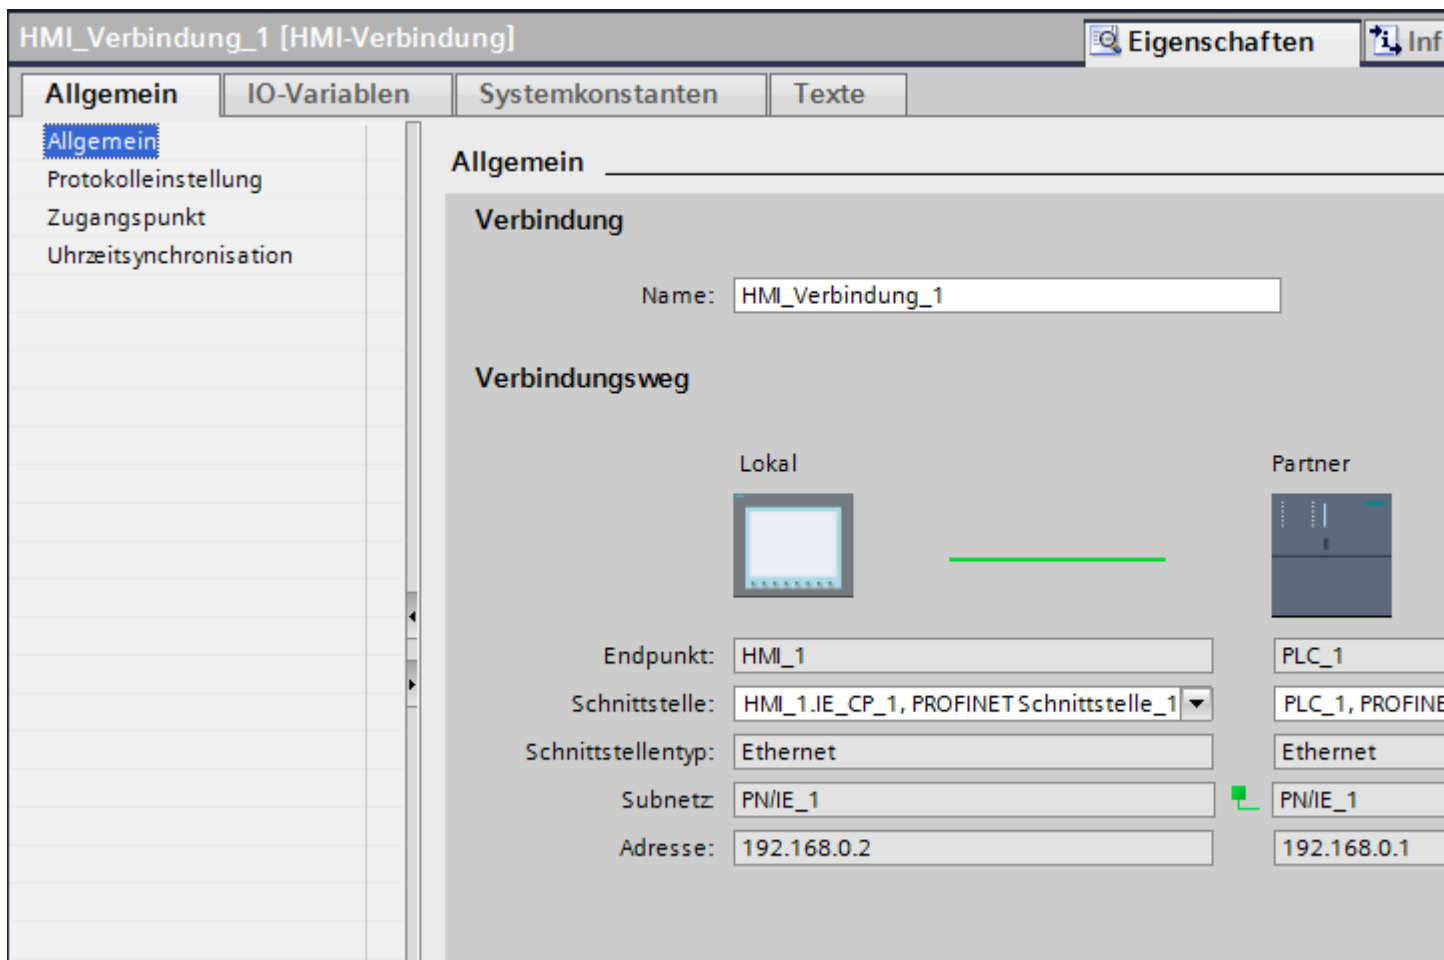 HMI_Verbindung_1 [HMI-Verbindung]
Eigenschaften
Inf
Allgemein
IO-Variablen
Systemkonstanten
Texte
Allgemein
Protokolleinstellung
Zugangspunkt
Uhrzeitsynchronisation
Allgemein
Verbindung
Name: HMI_Verbindung_1
Verbindungsweg
Lokal Partner
Endpunkt: HMI_1 PLC_1
Schnittstelle: HMI_1.IE_CP_1, PROFINET Schnittstelle_1 PLC_1, PROFINE
Schnittstellentyp: Ethernet Ethernet
Subnetz: PN/IE_1 PN/IE_1
Adresse: 192.168.0.2 192.168.0.1